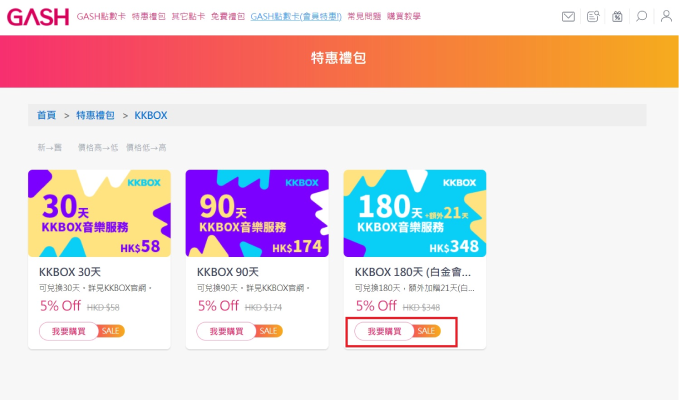 GASH GASH點數卡 特惠禮包 其它點卡 免費禮包 GASH點數卡(會員特惠!) 常見問題 購買教學
特惠禮包
首頁 > 特惠禮包 > KKBOX
新→舊 價格高→低 價格低→高
KKBOX
30天
KKBOX音樂服務
HK$58
KKBOX 30天
可兌換30天。詳見KKBOX官網。
5% Off HKD $58
我要購買 SALE
KKBOX
90天
KKBOX音樂服務
HK$174
KKBOX 90天
可兌換90天。詳見KKBOX官網。
5% Off HKD $174
我要購買 SALE
KKBOX
180天 +額外21天
KKBOX音樂服務
HK$348
KKBOX 180天 (白金會...
可兌換180天，額外加贈21天(白...
5% Off HKD $348
我要購買 SALE